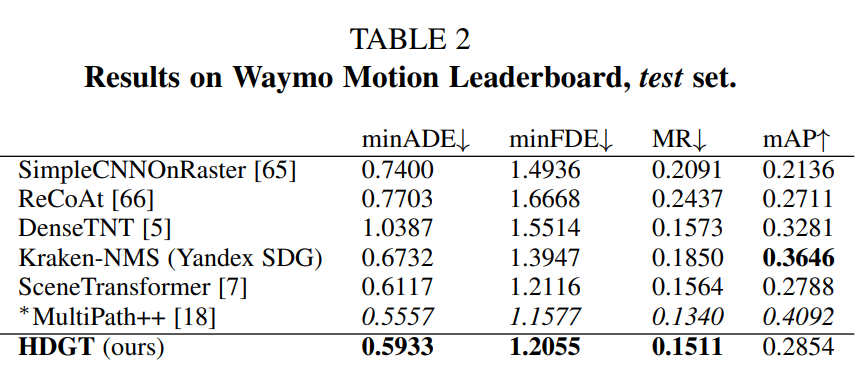 TABLE 2
Results on Waymo Motion Leaderboard, test set.
minADE↓ minFDE↓ MR↓ mAP↑
SimpleCNNOnRaster [65] 0.7400 1.4936 0.2091 0.2136
ReCoAt [66] 0.7703 1.6668 0.2437 0.2711
DenseTNT [5] 1.0387 1.5514 0.1573 0.3281
Kraken-NMS (Yandex SDG) 0.6732 1.3947 0.1850 0.3646
SceneTransformer [7] 0.6117 1.2116 0.1564 0.2788
*MultiPath++ [18] 0.5557 1.1577 0.1340 0.4092
HDGT (ours) 0.5933 1.2055 0.1511 0.2854